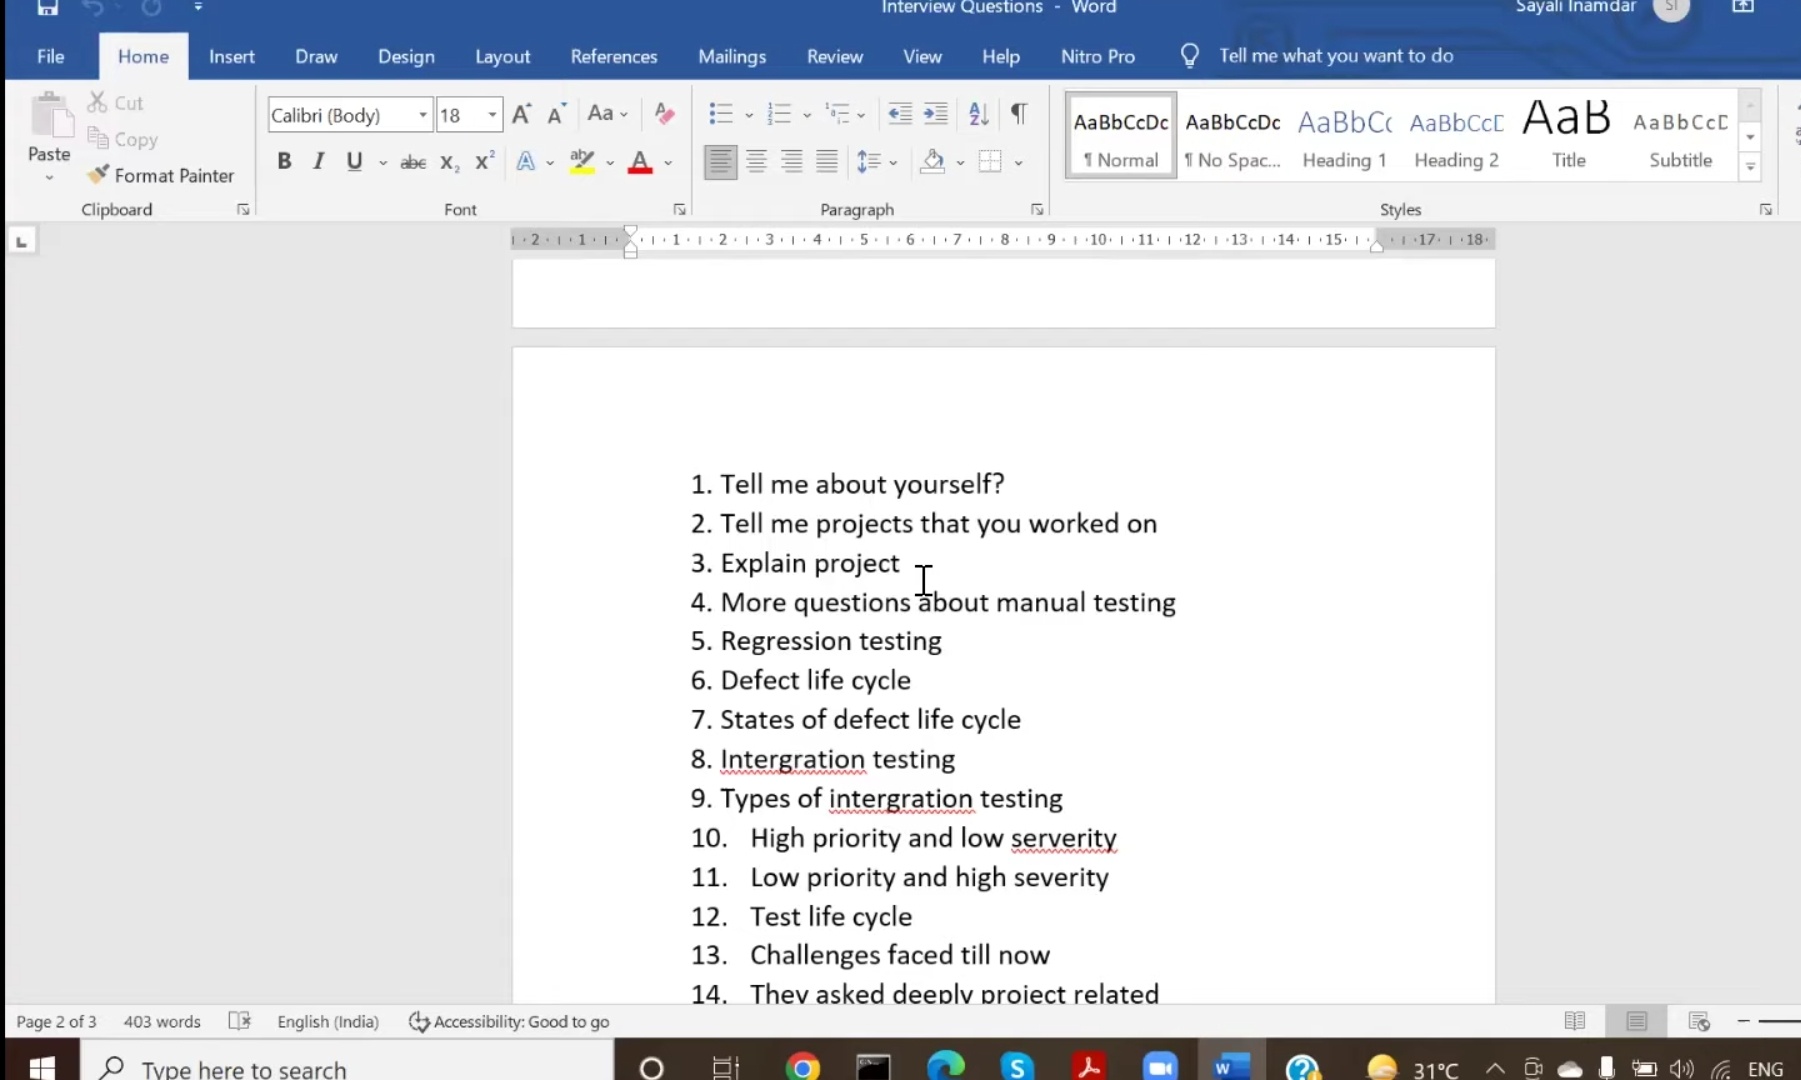 Interview Questions - Word
Sayali Inamdar
SI
File
Home
Insert
Draw
Design
Layout
References
Mailings
Review
View
Help
Nitro Pro
Tell me what you want to do
Paste
Cut
Copy
Format Painter
Clipboard
Calibri (Body)
18
Font
Paragraph
AaBbCcDc
¶ Normal
AaBbCcDc
¶ No Spac...
AaBbCc
Heading 1
AaBbCcD
Heading 2
AaB
Title
AaBbCcD
Subtitle
Styles
2 1 1 2 3 4 5 6 7 8 9 10 11 12 13 14 15 17 18
1. Tell me about yourself?
2. Tell me projects that you worked on
3. Explain project
4. More questions about manual testing
5. Regression testing
6. Defect life cycle
7. States of defect life cycle
8. Intergration testing
9. Types of intergration testing
10. High priority and low serverity
11. Low priority and high severity
12. Test life cycle
13. Challenges faced till now
14. They asked deeply project related
Page 2 of 3
403 words
English (India)
Accessibility: Good to go
Type here to search
31°C
ENG